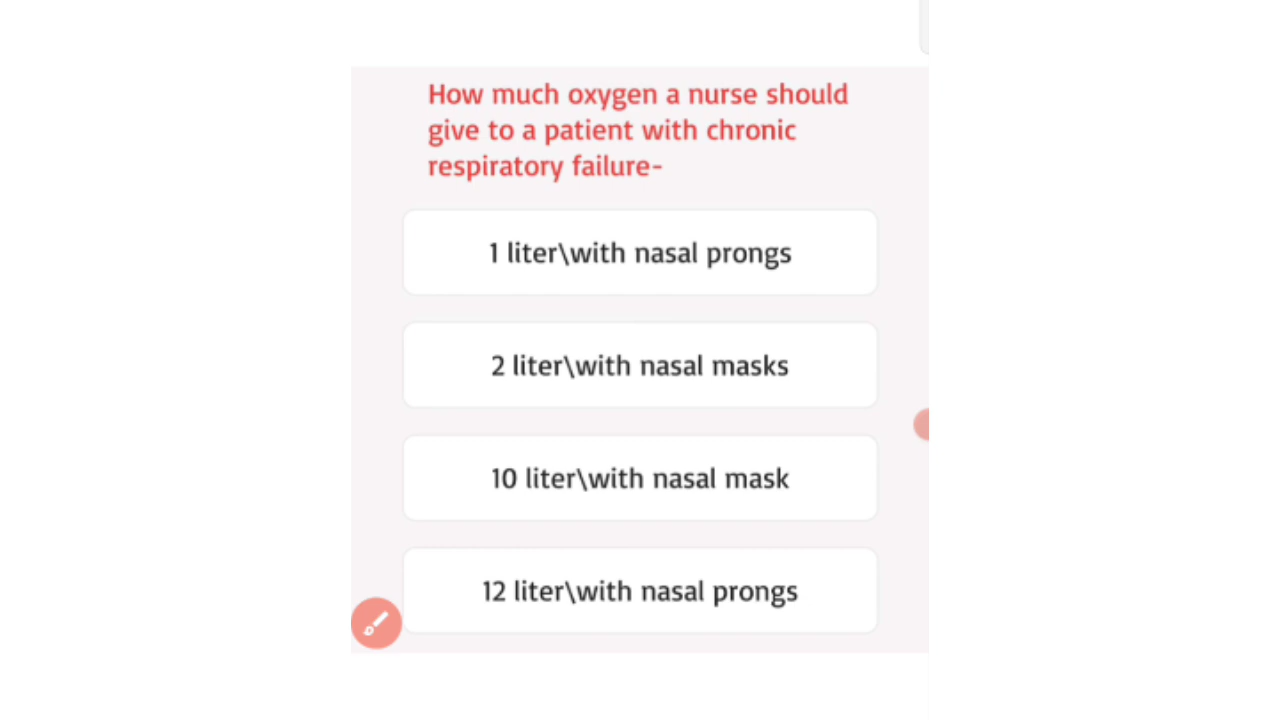 How much oxygen a nurse should
give to a patient with chronic
respiratory failure-
1 liter\with nasal prongs
2 liter\with nasal masks
10 liter\with nasal mask
12 liter\with nasal prongs